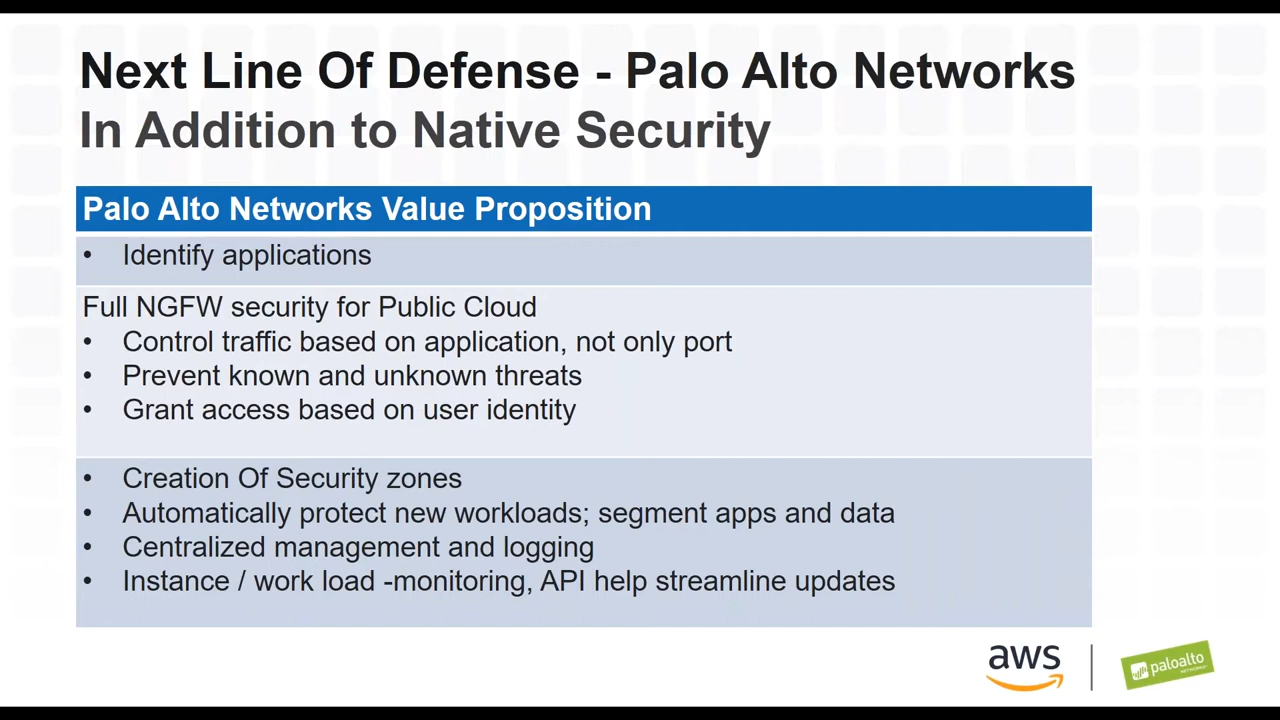 Next Line Of Defense - Palo Alto Networks
In Addition to Native Security
Palo Alto Networks Value Proposition
• Identify applications
Full NGFW security for Public Cloud
• Control traffic based on application, not only port
• Prevent known and unknown threats
• Grant access based on user identity
• Creation Of Security zones
• Automatically protect new workloads; segment apps and data
• Centralized management and logging
• Instance / work load -monitoring, API help streamline updates
aws
paloalto
NETWORKS